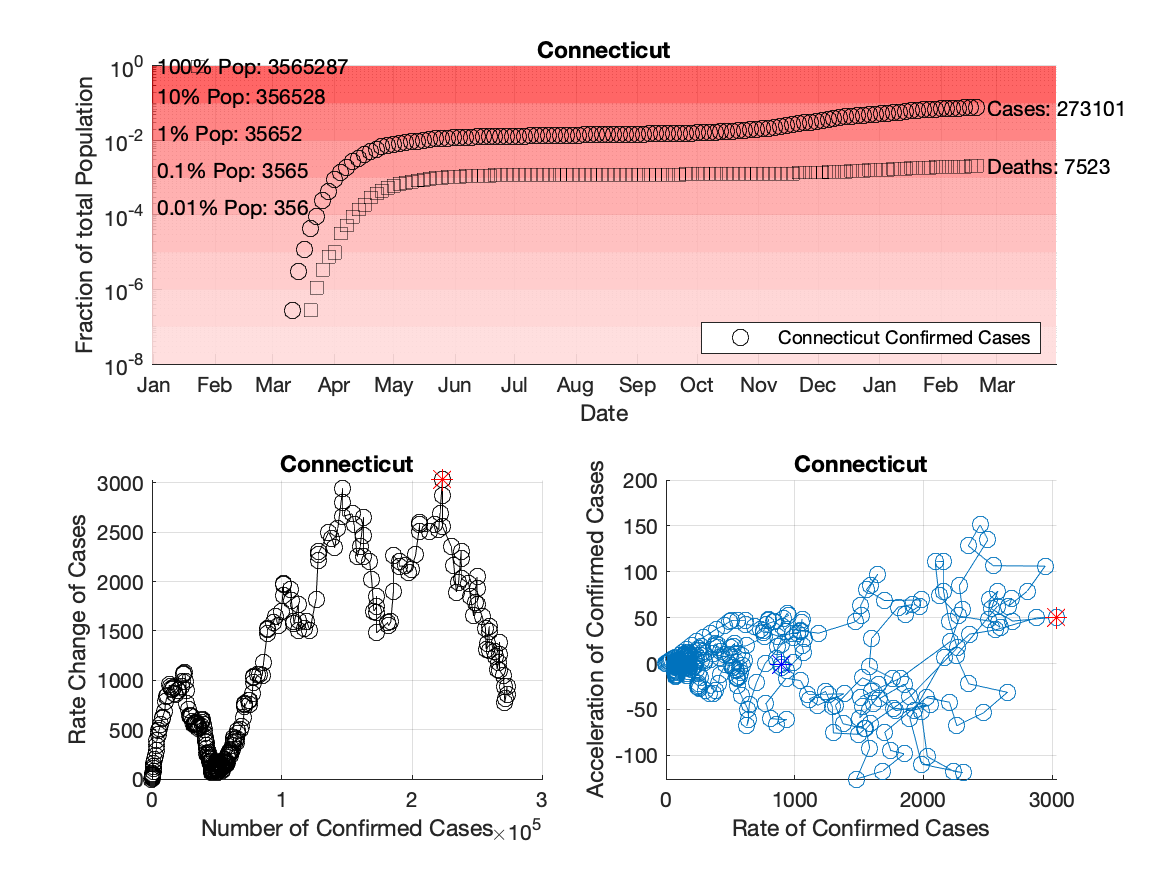 Connecticut
10^0
10^-2
10^-4
10^-6
10^-8
Fraction of total Population
100% Pop: 3565287
10% Pop: 356528
1% Pop: 35652
0.1% Pop: 3565
0.01% Pop: 356
Cases: 273101
Deaths: 7523
Connecticut Confirmed Cases
Jan Feb Mar Apr May Jun Jul Aug Sep Oct Nov Dec Jan Feb Mar
Date
Connecticut
3000
2500
2000
1500
1000
500
0
Rate Change of Cases
0 1 2 3
Number of Confirmed Cases ×10^5
Connecticut
200
150
100
50
0
-50
-100
Acceleration of Confirmed Cases
0 1000 2000 3000
Rate of Confirmed Cases